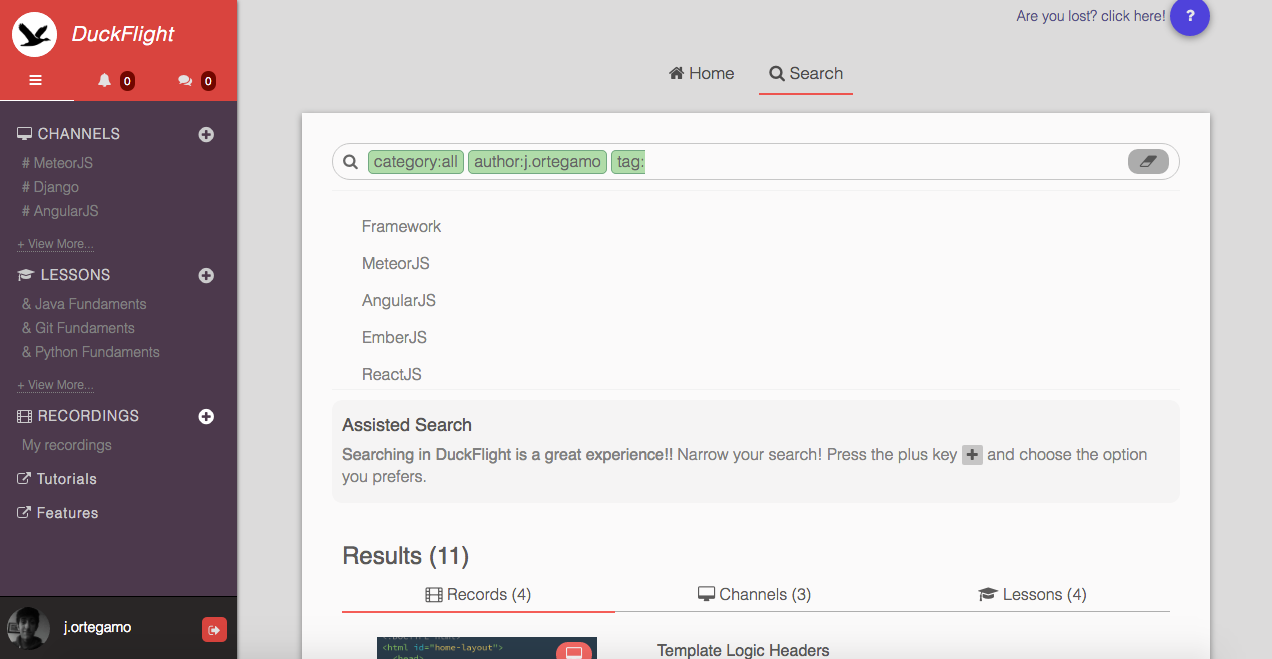 DuckFlight
0
0
CHANNELS
# MeteorJS
# Django
# AngularJS
+ View More...
LESSONS
& Java Fundaments
& Git Fundaments
& Python Fundaments
+ View More...
RECORDINGS
My recordings
Tutorials
Features
j.ortegamo
Are you lost? click here! ?
Home Search
category:all author:j.ortegamo tag:
Framework
MeteorJS
AngularJS
EmberJS
ReactJS
Assisted Search
Searching in DuckFlight is a great experience!! Narrow your search! Press the plus key + and choose the option
you prefers.
Results (11)
Records (4) Channels (3) Lessons (4)
<html id="home-layout">
<head>
Template Logic Headers